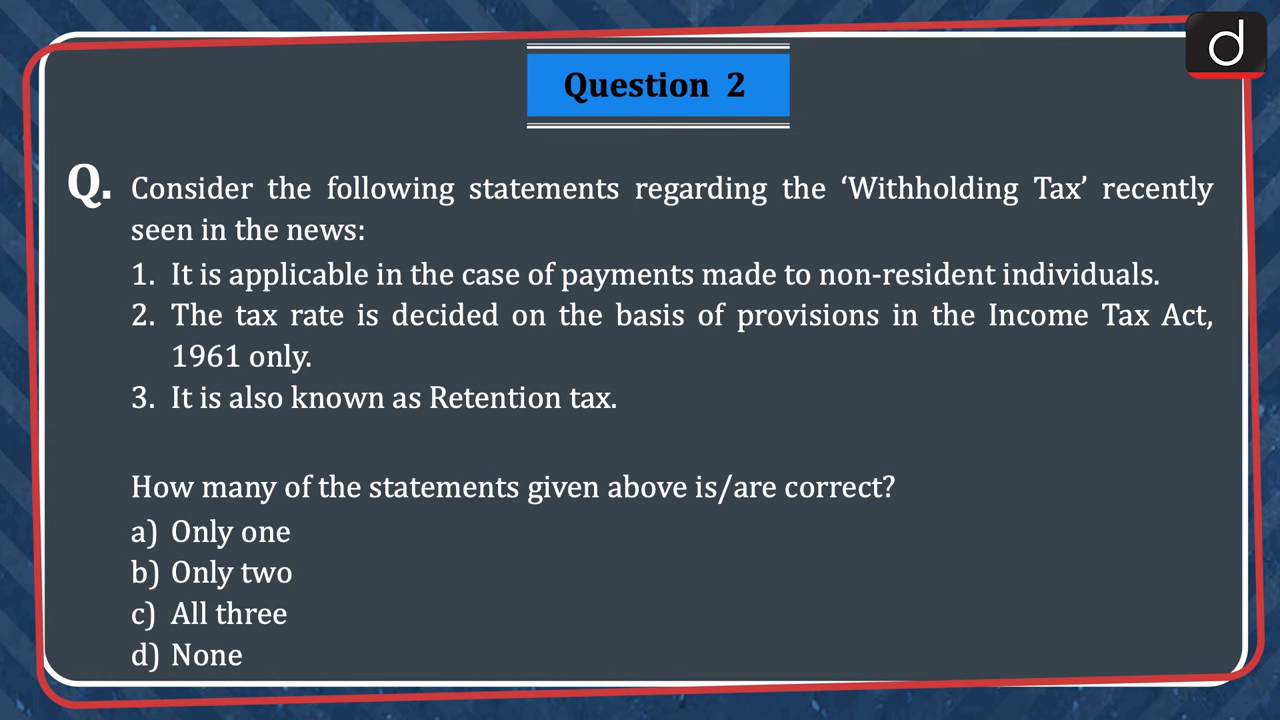 d
Question 2
Q. Consider the following statements regarding the ‘Withholding Tax’ recently
seen in the news:
1. It is applicable in the case of payments made to non-resident individuals.
2. The tax rate is decided on the basis of provisions in the Income Tax Act,
1961 only.
3. It is also known as Retention tax.
How many of the statements given above is/are correct?
a) Only one
b) Only two
c) All three
d) None